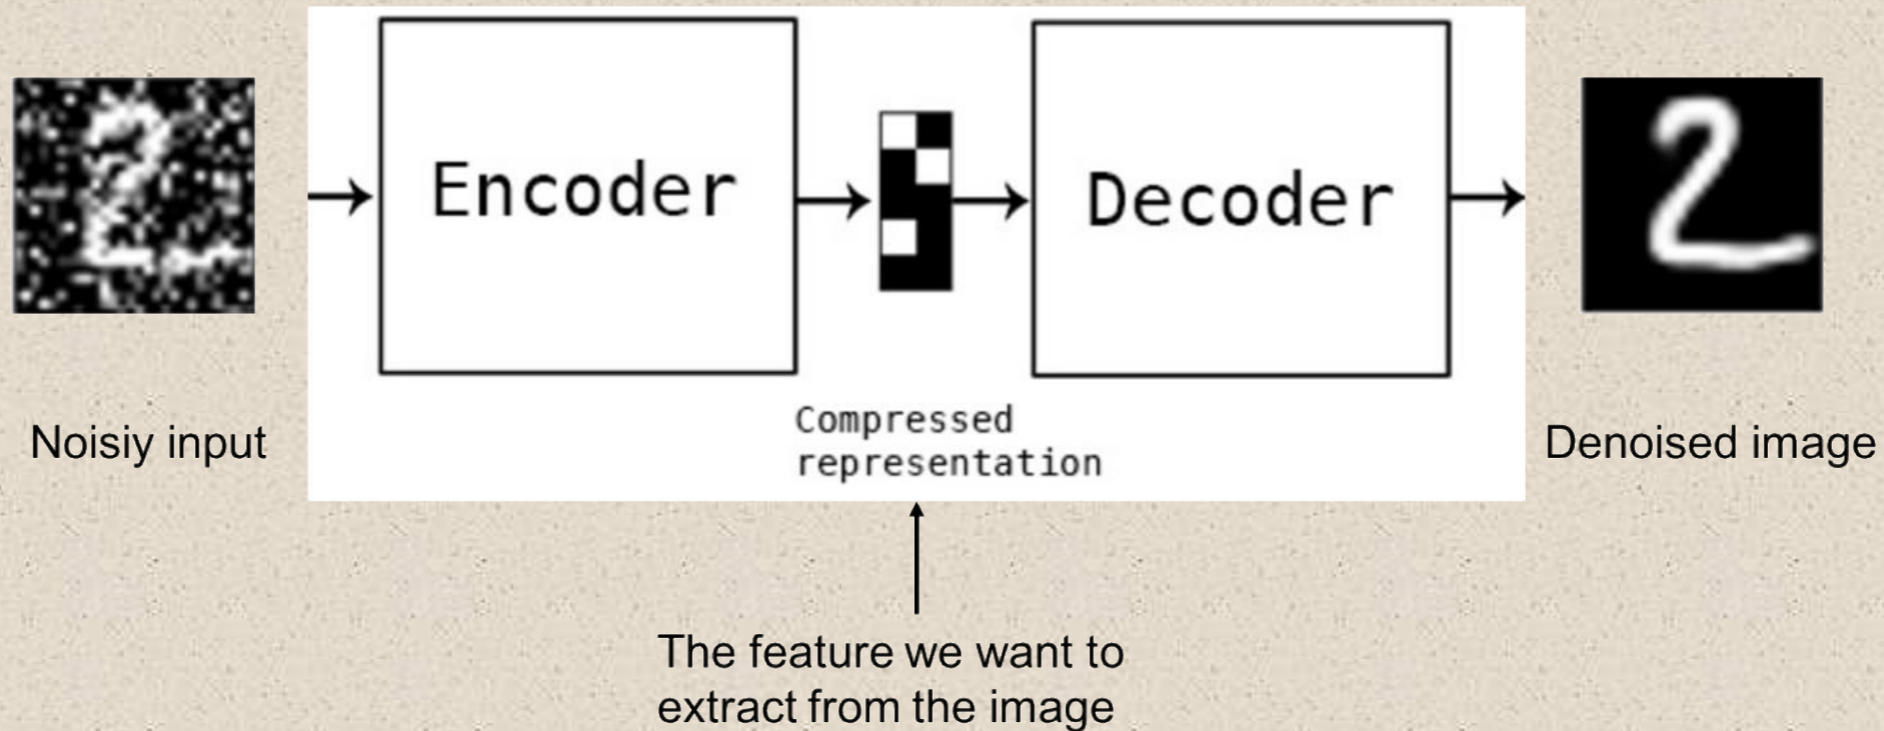 Encoder
Decoder
Compressed
representation
Noisiy input
Denoised image
The feature we want to
extract from the image